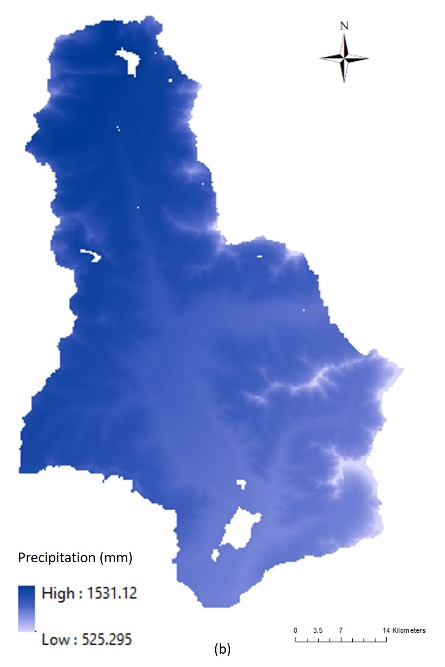 N
Precipitation (mm)
High : 1531.12
Low : 525.295
0 3.5 7 14 Kilometers
(b)